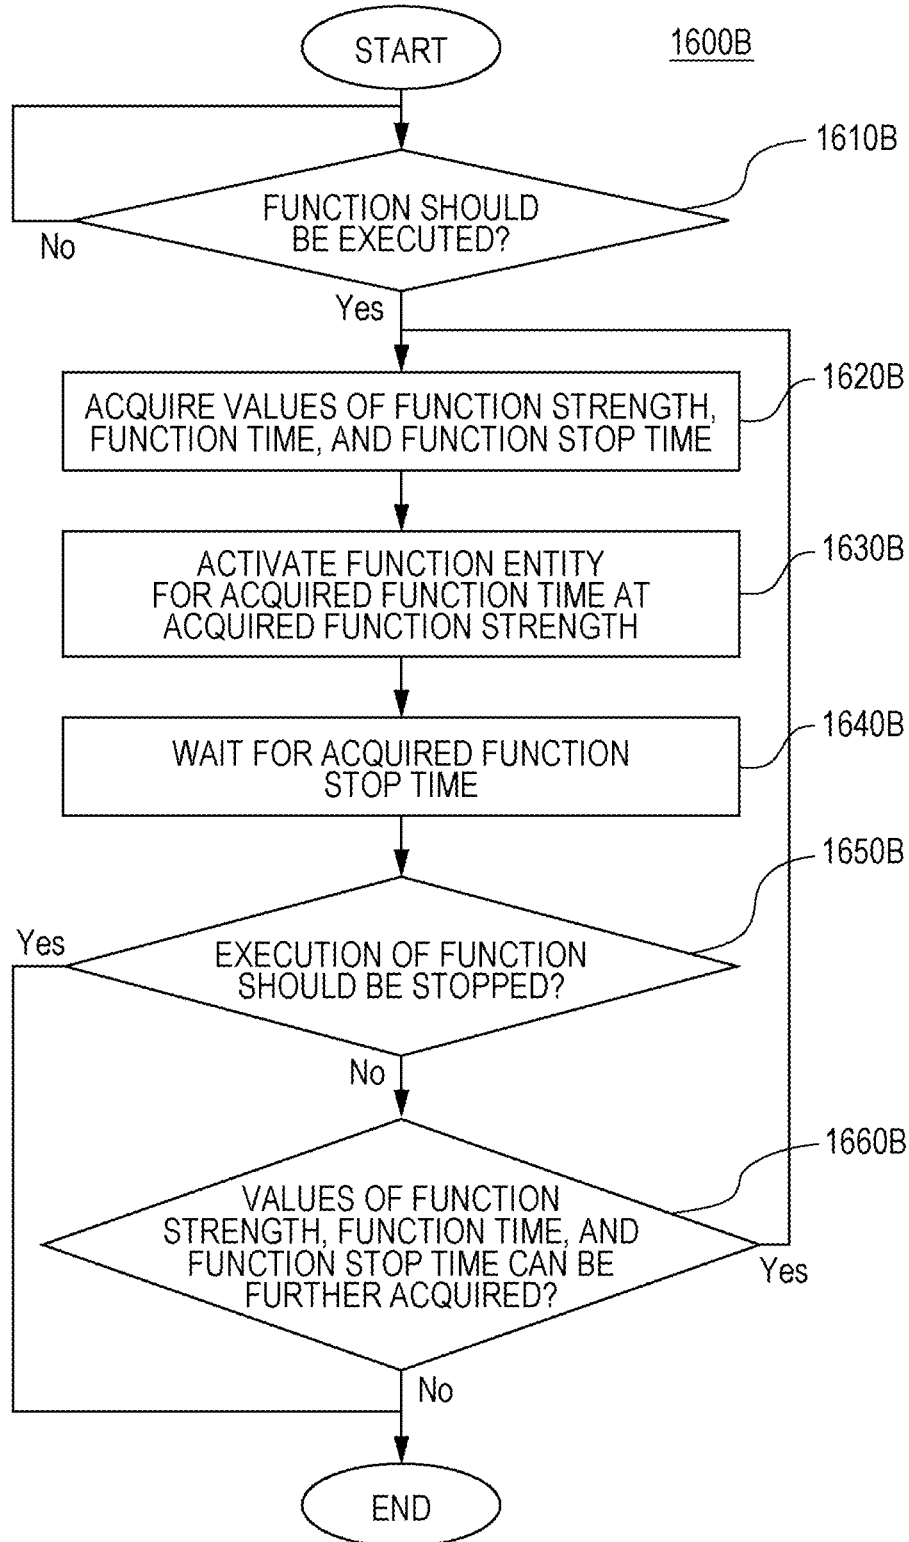 START
1600B
1610B
FUNCTION SHOULD
BE EXECUTED?
No
Yes
1620B
ACQUIRE VALUES OF FUNCTION STRENGTH,
FUNCTION TIME, AND FUNCTION STOP TIME
1630B
ACTIVATE FUNCTION ENTITY
FOR ACQUIRED FUNCTION TIME AT
ACQUIRED FUNCTION STRENGTH
1640B
WAIT FOR ACQUIRED FUNCTION
STOP TIME
1650B
Yes
EXECUTION OF FUNCTION
SHOULD BE STOPPED?
No
1660B
VALUES OF FUNCTION
STRENGTH, FUNCTION TIME, AND
FUNCTION STOP TIME CAN BE
FURTHER ACQUIRED?
Yes
No
END